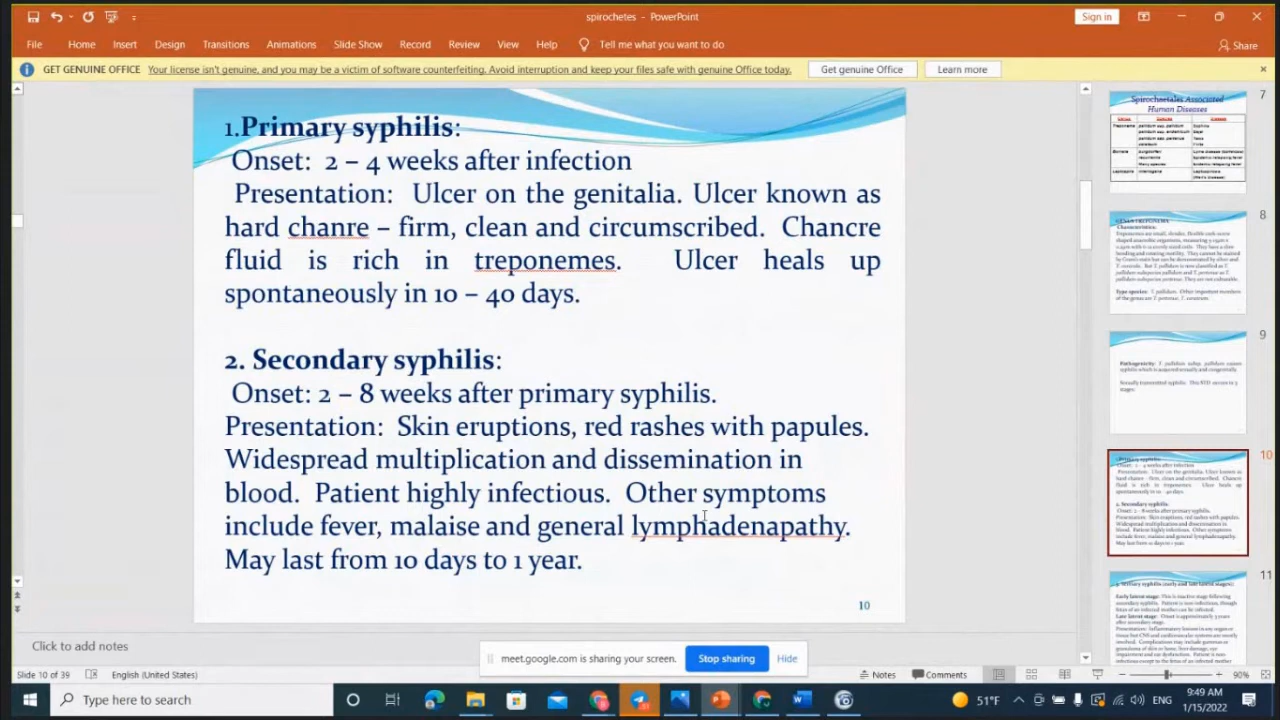 spirochetes - PowerPoint
Sign in
File Home Insert Design Transitions Animations Slide Show Record Review View Help Tell me what you want to do
Share
GET GENUINE OFFICE Your license isn't genuine, and you may be a victim of software counterfeiting. Avoid interruption and keep your files safe with genuine Office today. Get genuine Office Learn more
1.Primary syphilis:
Onset: 2 – 4 weeks after infection
Presentation: Ulcer on the genitalia. Ulcer known as
hard chanre – firm, clean and circumscribed. Chancre
fluid is rich in troponemes. Ulcer heals up
spontaneously in 10 – 40 days.
2. Secondary syphilis:
Onset: 2 – 8 weeks after primary syphilis.
Presentation: Skin eruptions, red rashes with papules.
Widespread multiplication and dissemination in
blood. Patient highly infectious. Other symptoms
include fever, malaise and general lymphadenapathy.
May last from 10 days to 1 year.
10
7
Spirochaetales Associated
Human Diseases
8
9
10
11
Click to add notes
meet.google.com is sharing your screen. Stop sharing Hide
Slide 10 of 39 English (United States) Notes Comments 90%
Type here to search
51°F ENG 9:49 AM
1/15/2022